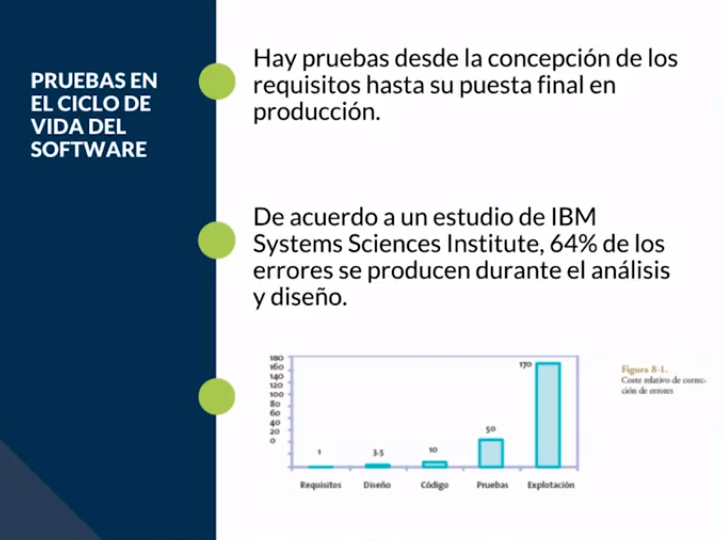 PRUEBAS EN
EL CICLO DE
VIDA DEL
SOFTWARE
Hay pruebas desde la concepción de los
requisitos hasta su puesta final en
producción.
De acuerdo a un estudio de IBM
Systems Sciences Institute, 64% de los
errores se producen durante el análisis
y diseño.
180
160
140
120
100
80
60
40
20
0
1
3.5
10
50
170
Requisitos
Diseño
Código
Pruebas
Explotación
Figura 8-1.
Coste relativo de correc-
ción de errores